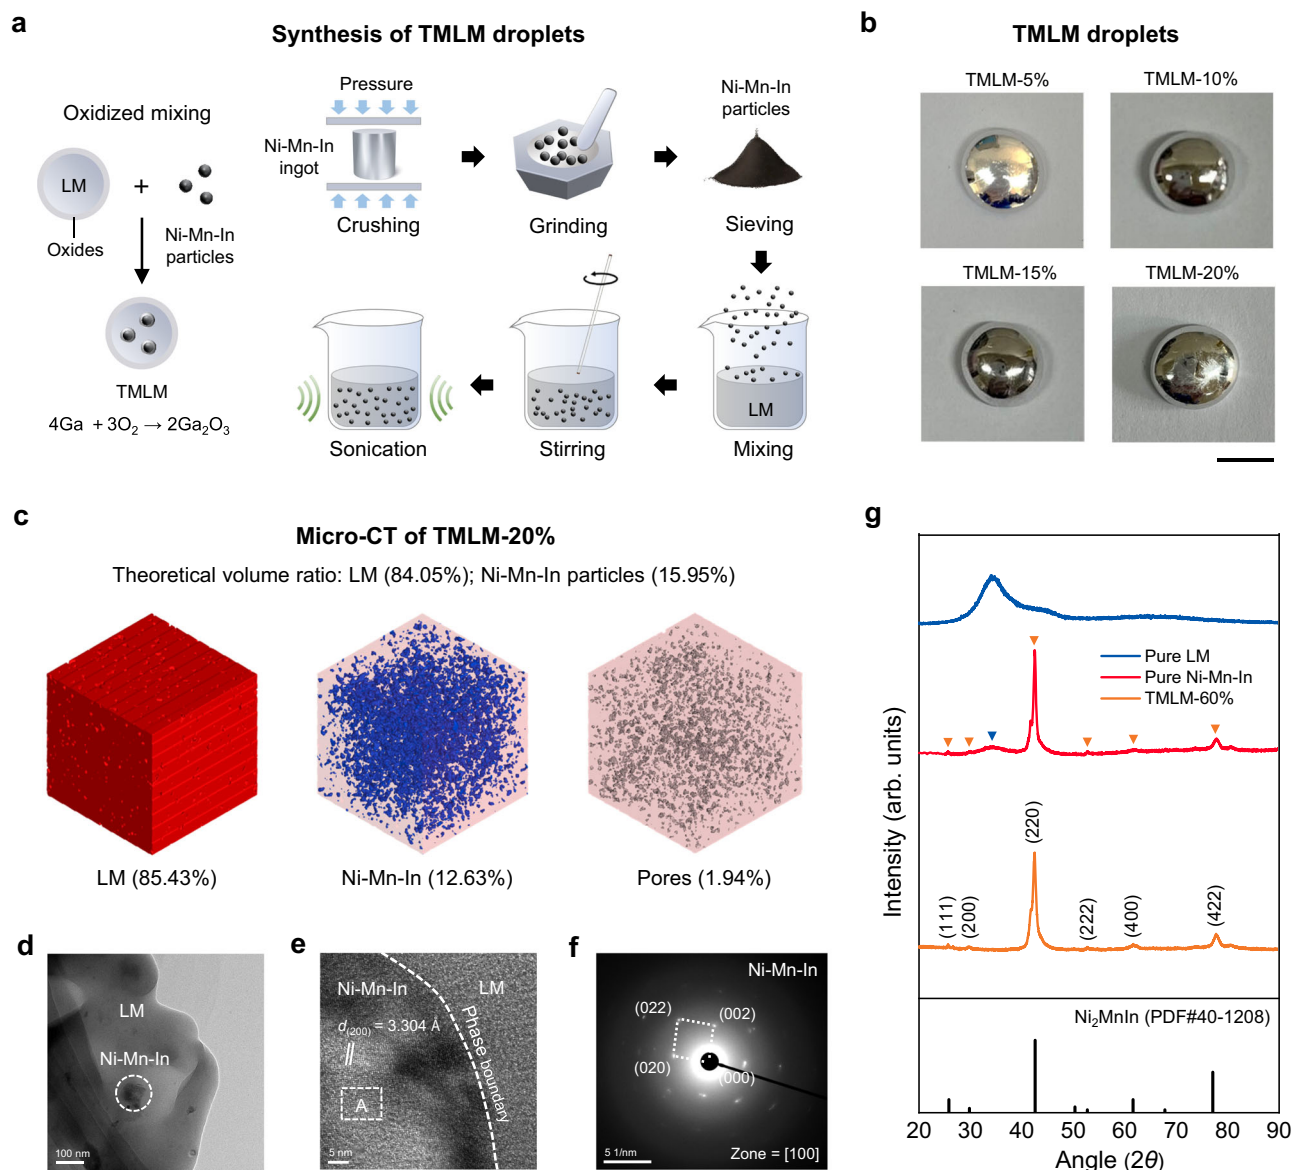 a
Synthesis of TMLM droplets
Oxidized mixing
LM
+
Oxides
Ni-Mn-In
particles
TMLM
4Ga + 3O₂ → 2Ga₂O₃
Pressure
Ni-Mn-In
ingot
Crushing
Grinding
Ni-Mn-In
particles
Sieving
Sonication
Stirring
LM
Mixing
b
TMLM droplets
TMLM-5%
TMLM-10%
TMLM-15%
TMLM-20%
c
Micro-CT of TMLM-20%
Theoretical volume ratio: LM (84.05%); Ni-Mn-In particles (15.95%)
LM (85.43%)
Ni-Mn-In (12.63%)
Pores (1.94%)
d
LM
Ni-Mn-In
100 nm
e
Ni-Mn-In
LM
d(200) = 3.304 Å
Phase boundary
A
5 nm
f
Ni-Mn-In
(022)
(002)
(020)
(000)
5 1/nm
Zone = [100]
g
Pure LM
Pure Ni-Mn-In
TMLM-60%
Intensity (arb. units)
(111)
(200)
(220)
(222)
(400)
(422)
Ni₂MnIn (PDF#40-1208)
20 30 40 50 60 70 80 90
Angle (2θ)